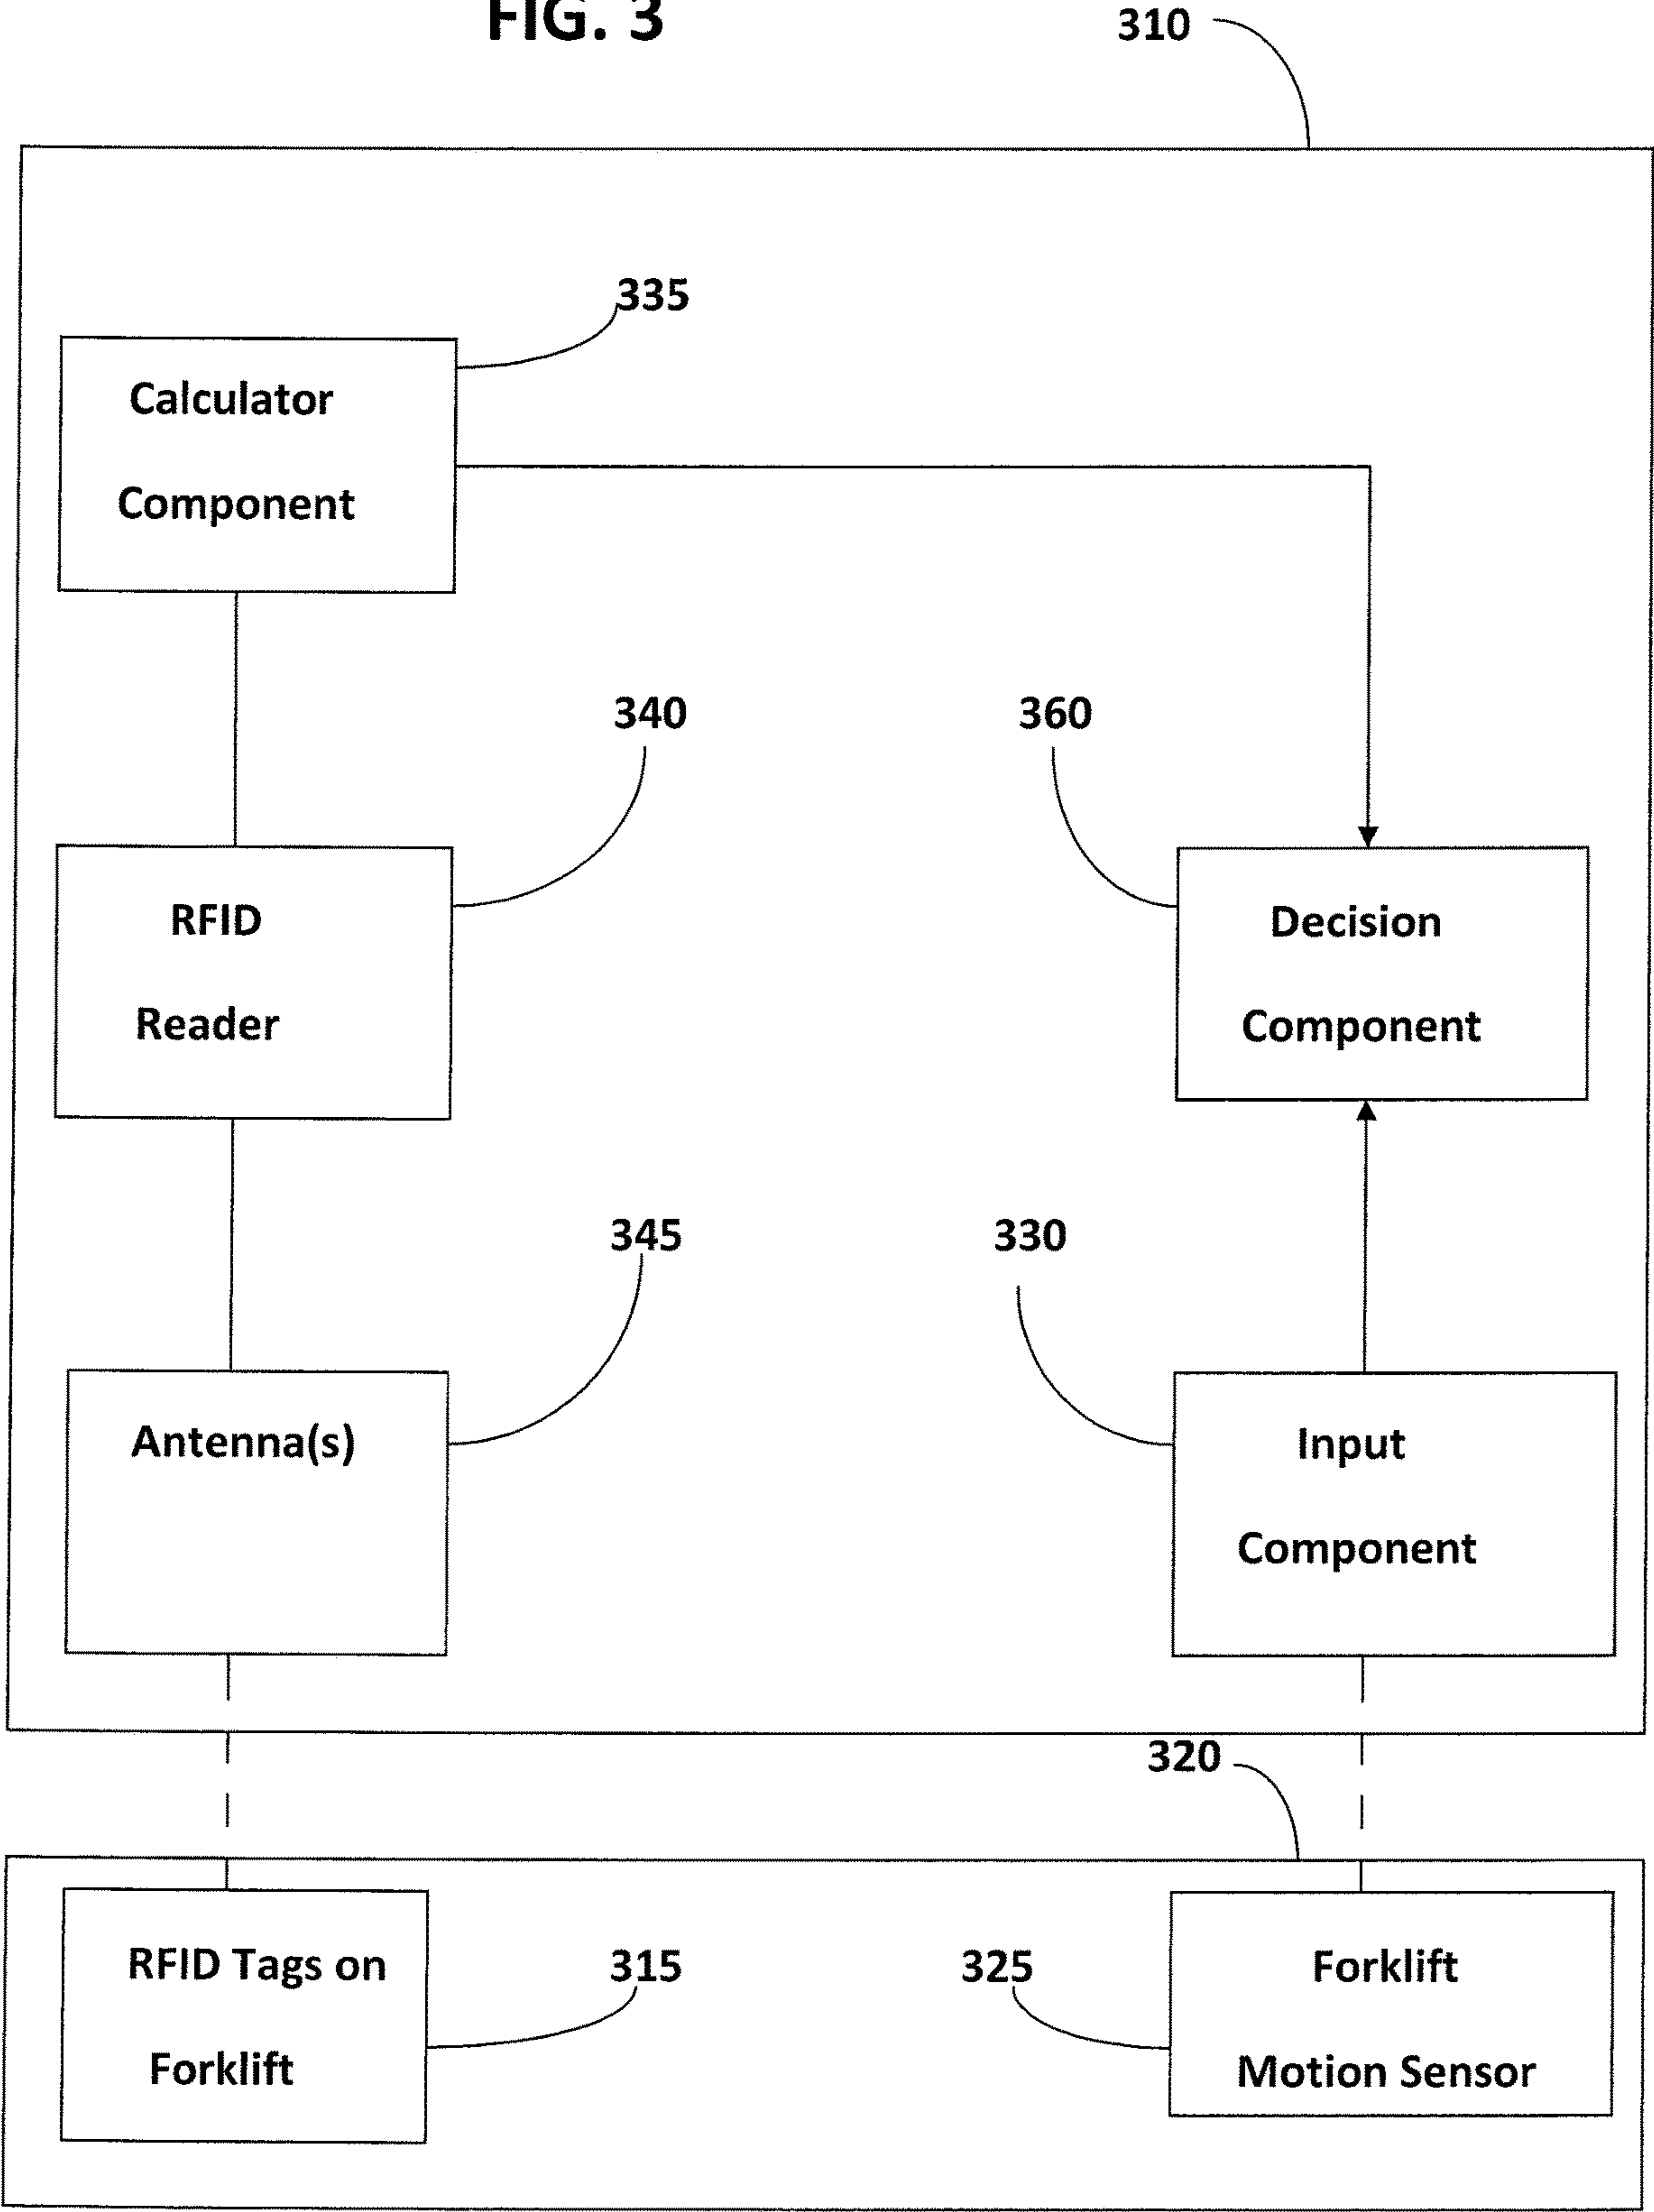 FIG. 3
310
335
Calculator
Component
340
360
RFID
Reader
Decision
Component
345
330
Antenna(s)
Input
Component
320
RFID Tags on
Forklift
315
325
Forklift
Motion Sensor